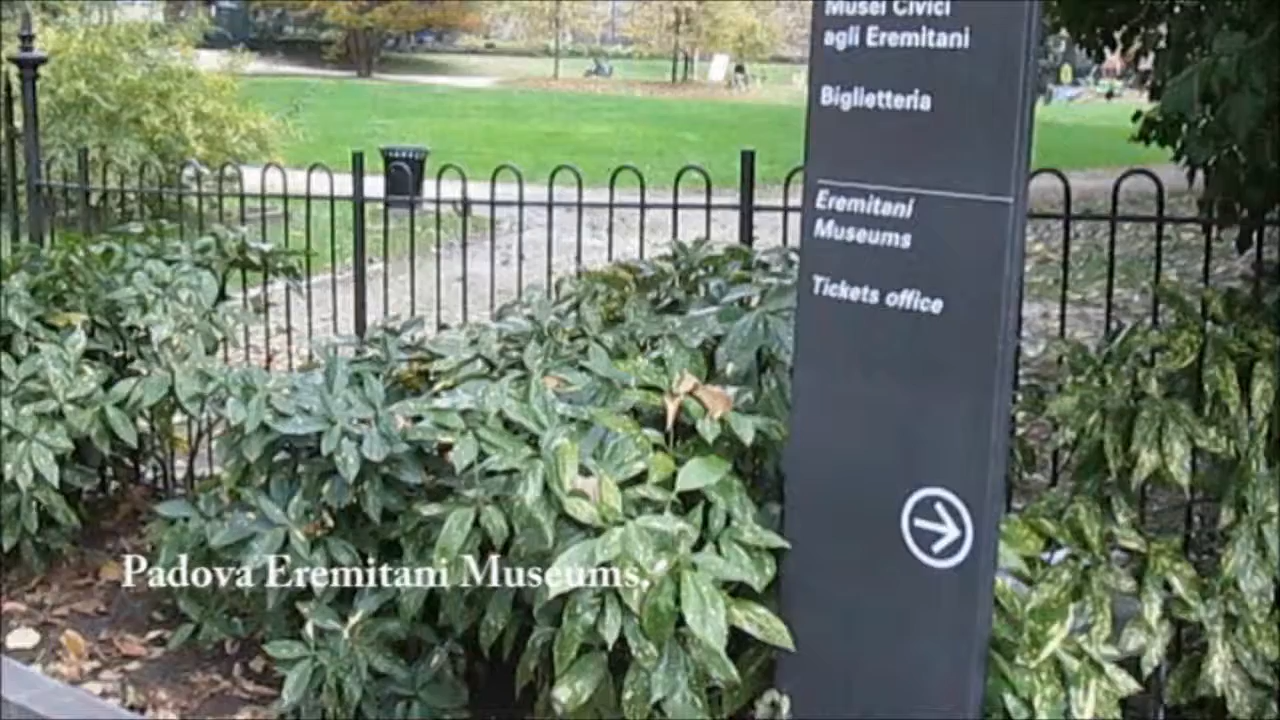 Musei Civici
agli Eremitani
Biglietteria
Eremitani
Museums
Tickets office
Padova Eremitani Museums.